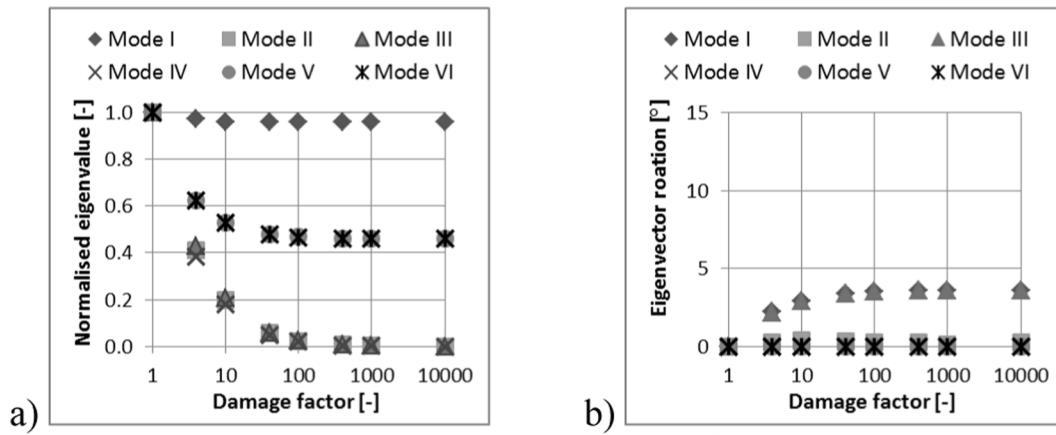 Mode I Mode II Mode III
Mode IV Mode V Mode VI
Normalised eigenvalue [-]
1.0
0.8
0.6
0.4
0.2
0.0
1 10 100 1000 10000
Damage factor [-]
a)
Mode I Mode II Mode III
Mode IV Mode V Mode VI
Eigenvector roation [°]
15
10
5
0
1 10 100 1000 10000
Damage factor [-]
b)